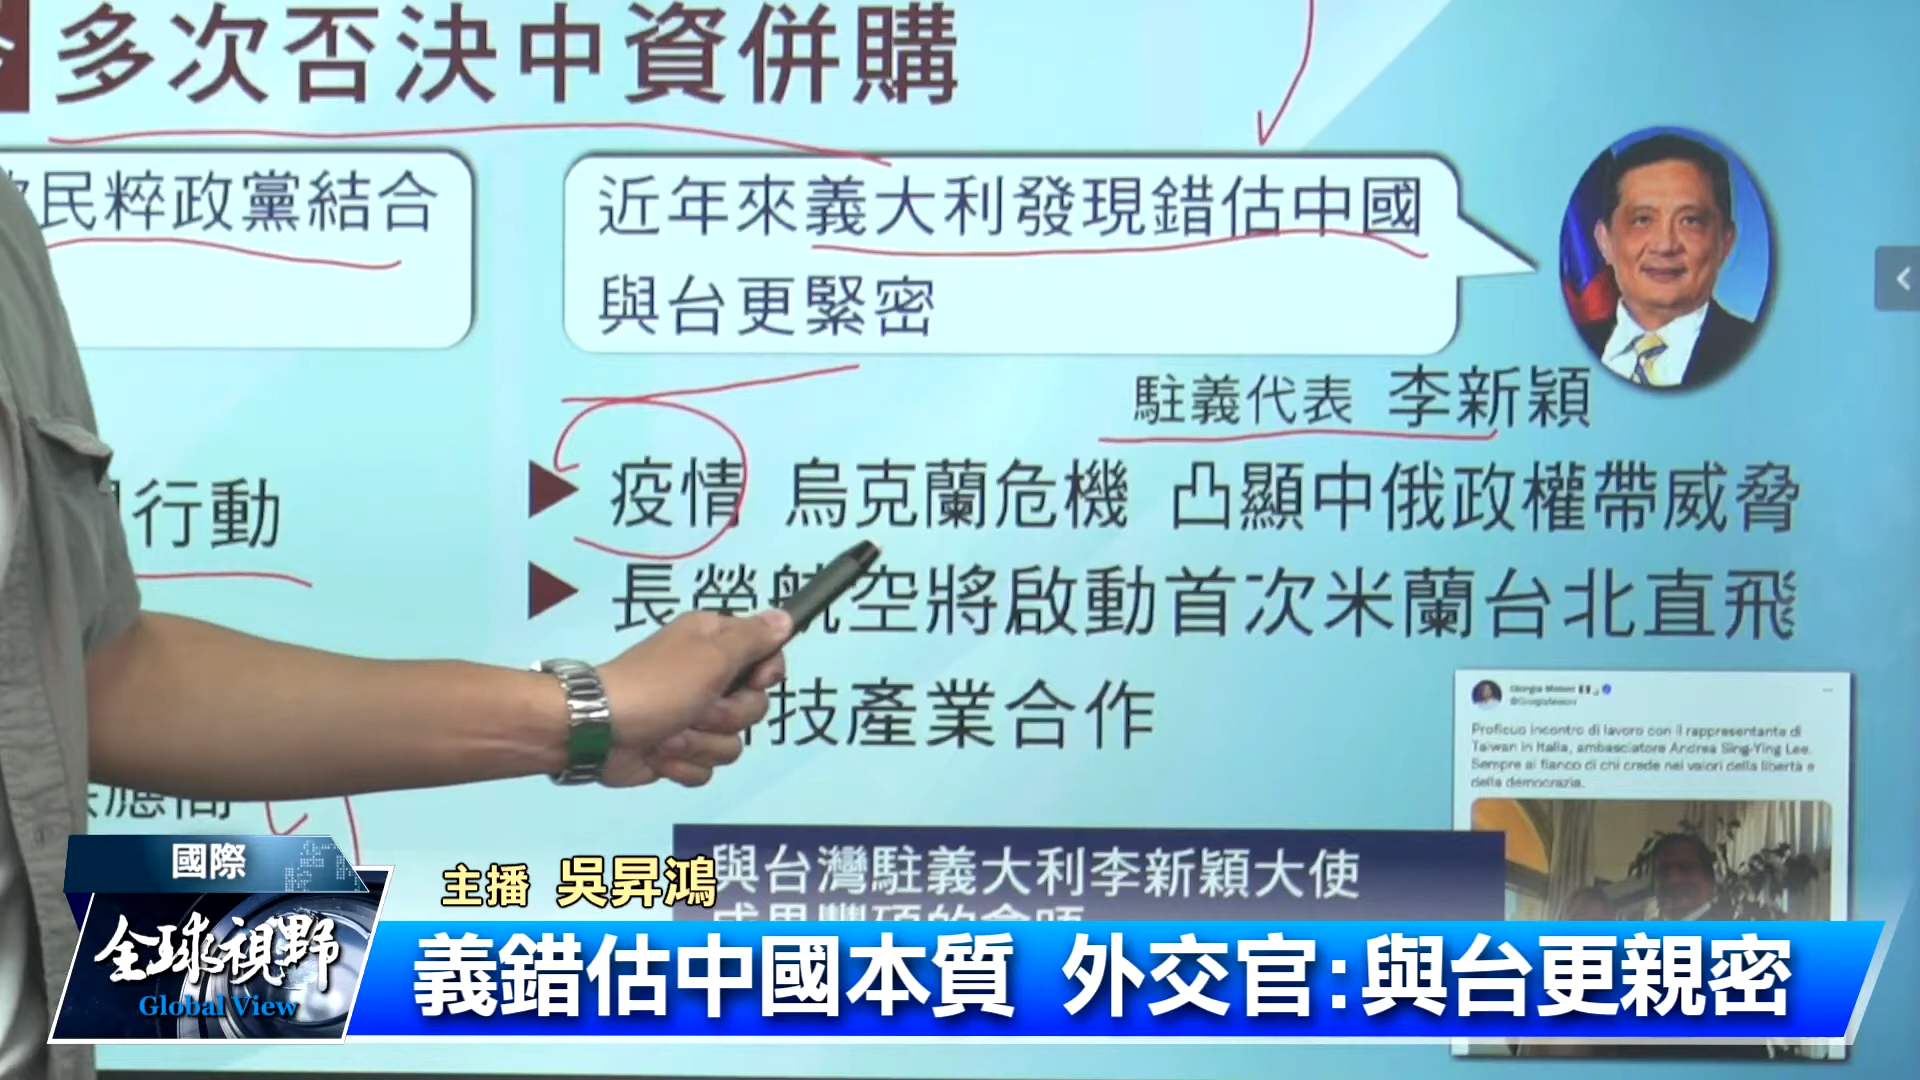 多次否決中資併購
民粹政黨結合
近年來義大利發現錯估中國
與台更緊密
駐義代表 李新穎
行動
疫情 烏克蘭危機 凸顯中俄政權帶威脅
長榮航空將啟動首次米蘭台北直飛
技產業合作
Giorgia Meloni
@GiorgiaMeloni
Proficuo incontro di lavoro con il rappresentante di
Taiwan in Italia, ambasciatore Andrea Sing-Ying Lee.
Sempre al fianco di chi crede nei valori della libertà e
della democrazia.
與台灣駐義大利李新穎大使
國際
全球視野
Global View
主播 吳昇鴻
義錯估中國本質 外交官:與台更親密